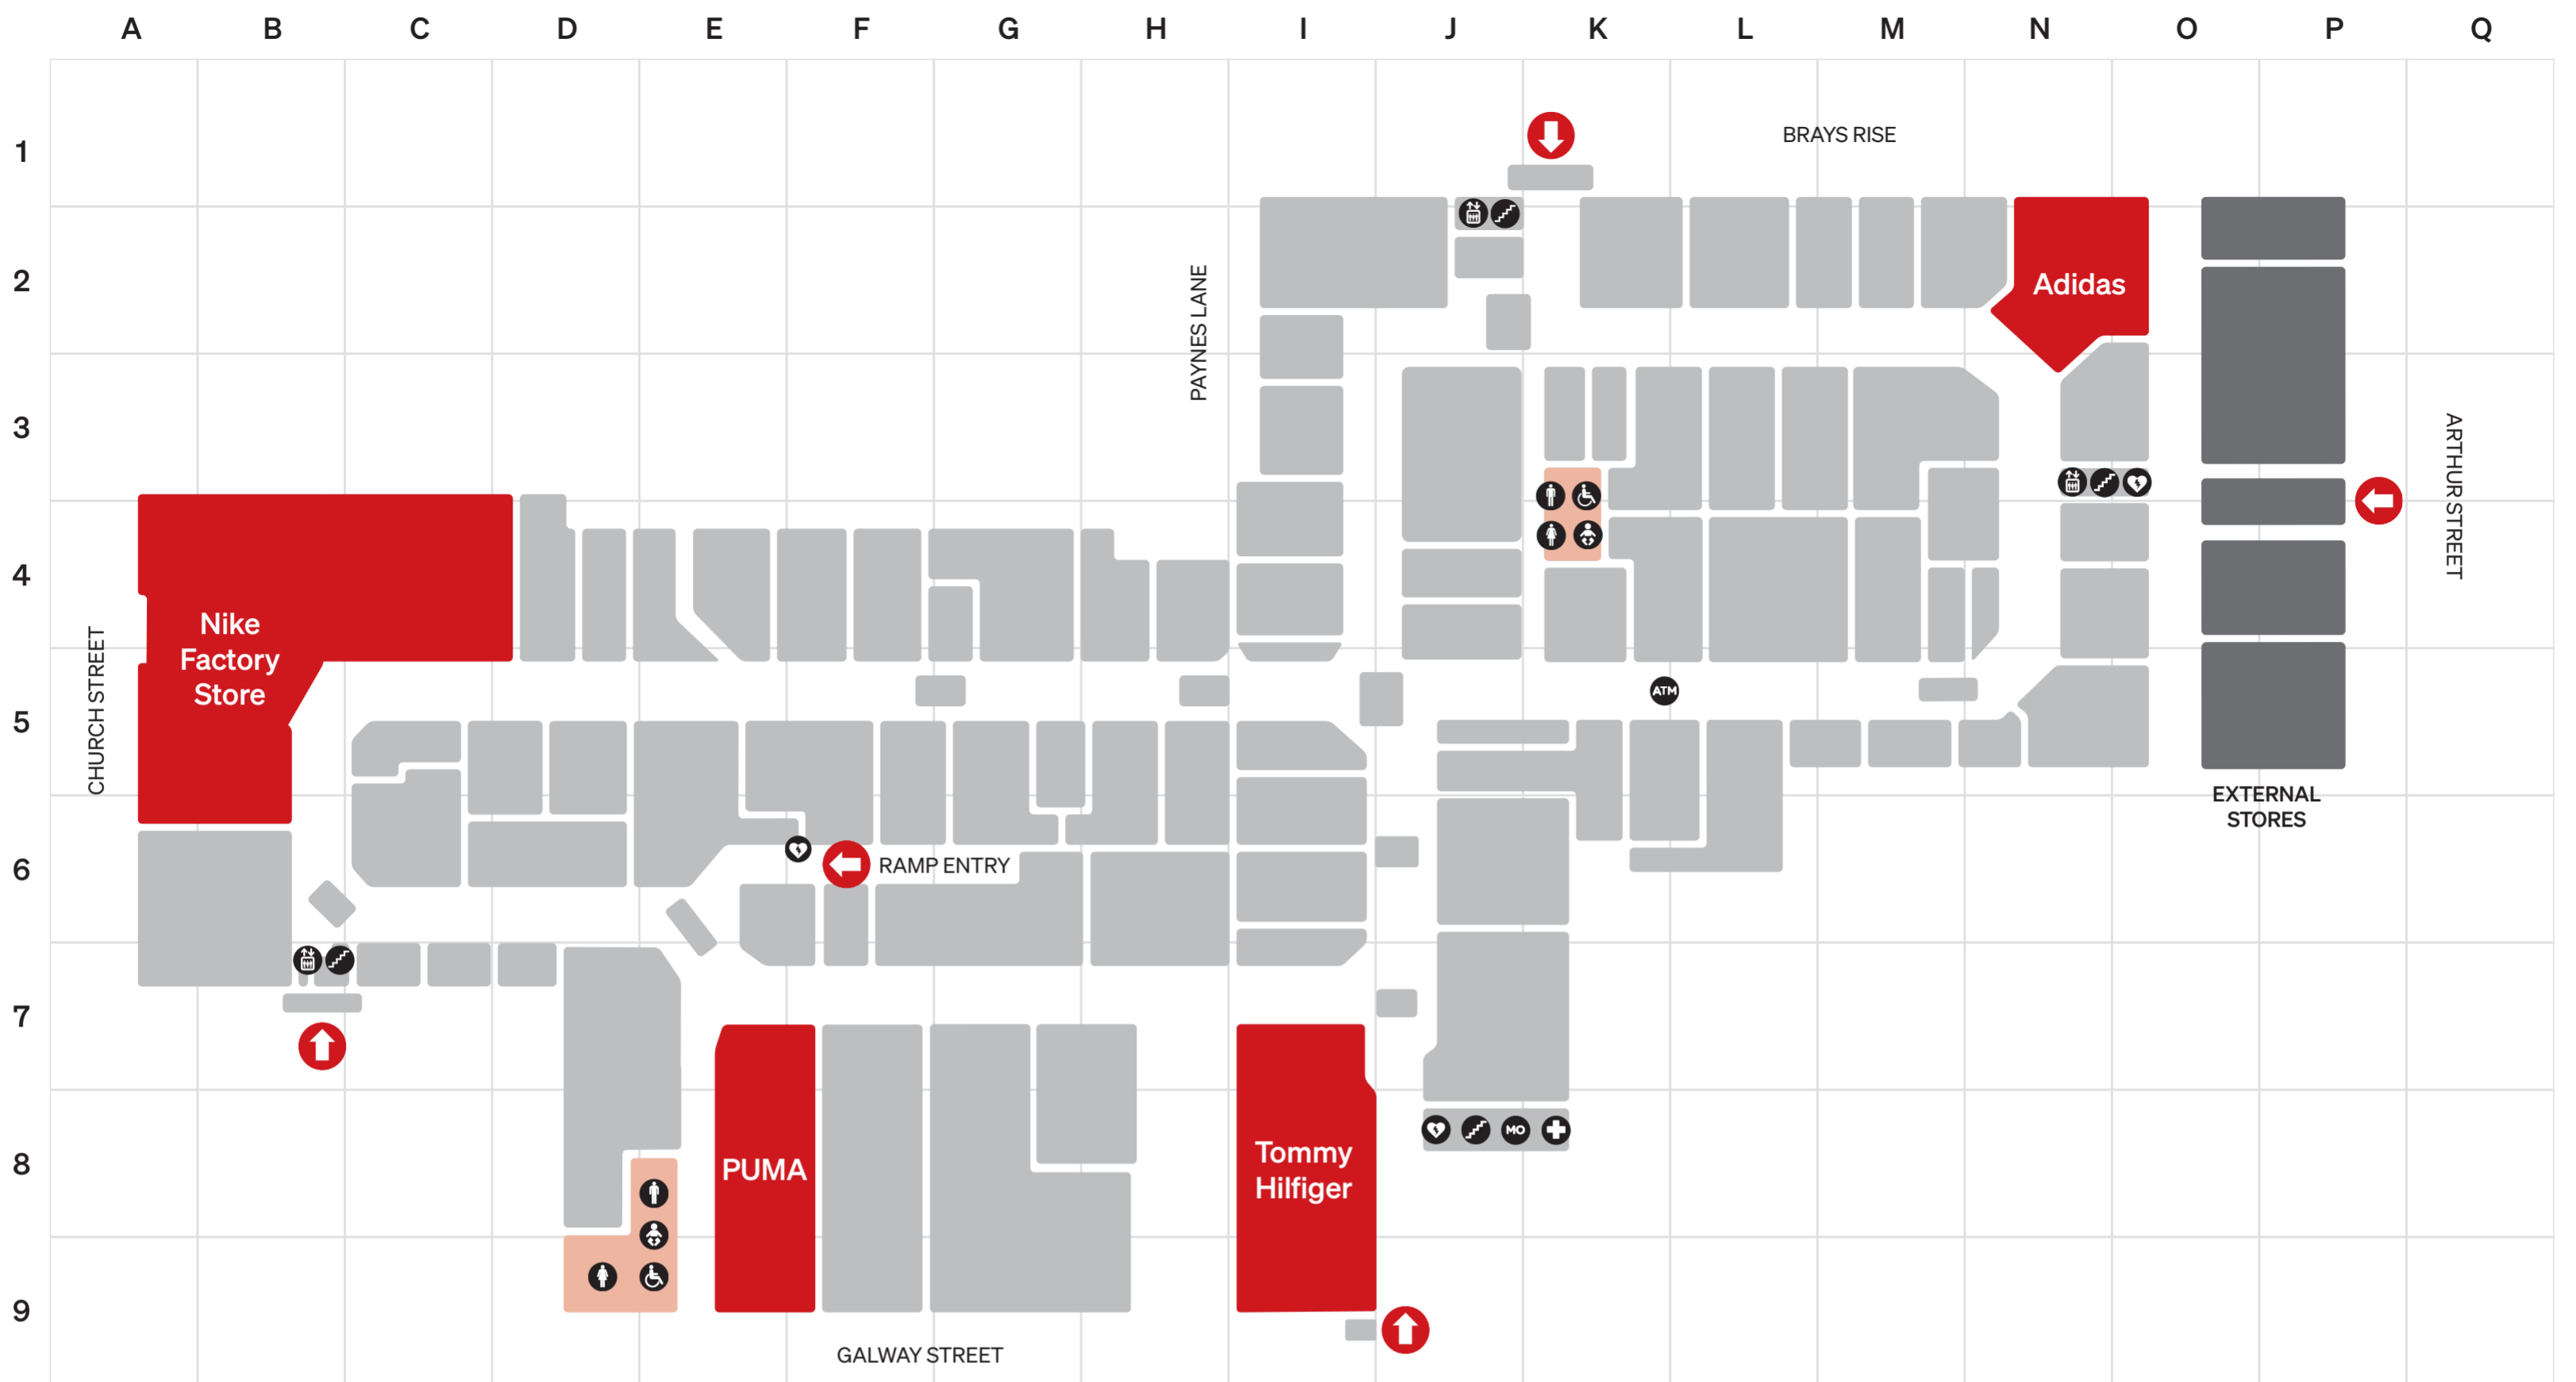 A B C D E F G H I J K L M N O P Q
1
BRAYS RISE
2
Adidas
PAYNES LANE
3
ARTHUR STREET
4
Nike
Factory
Store
CHURCH STREET
5
ATM
EXTERNAL
STORES
6
RAMP ENTRY
7
8
MO
PUMA
Tommy
Hilfiger
9
GALWAY STREET